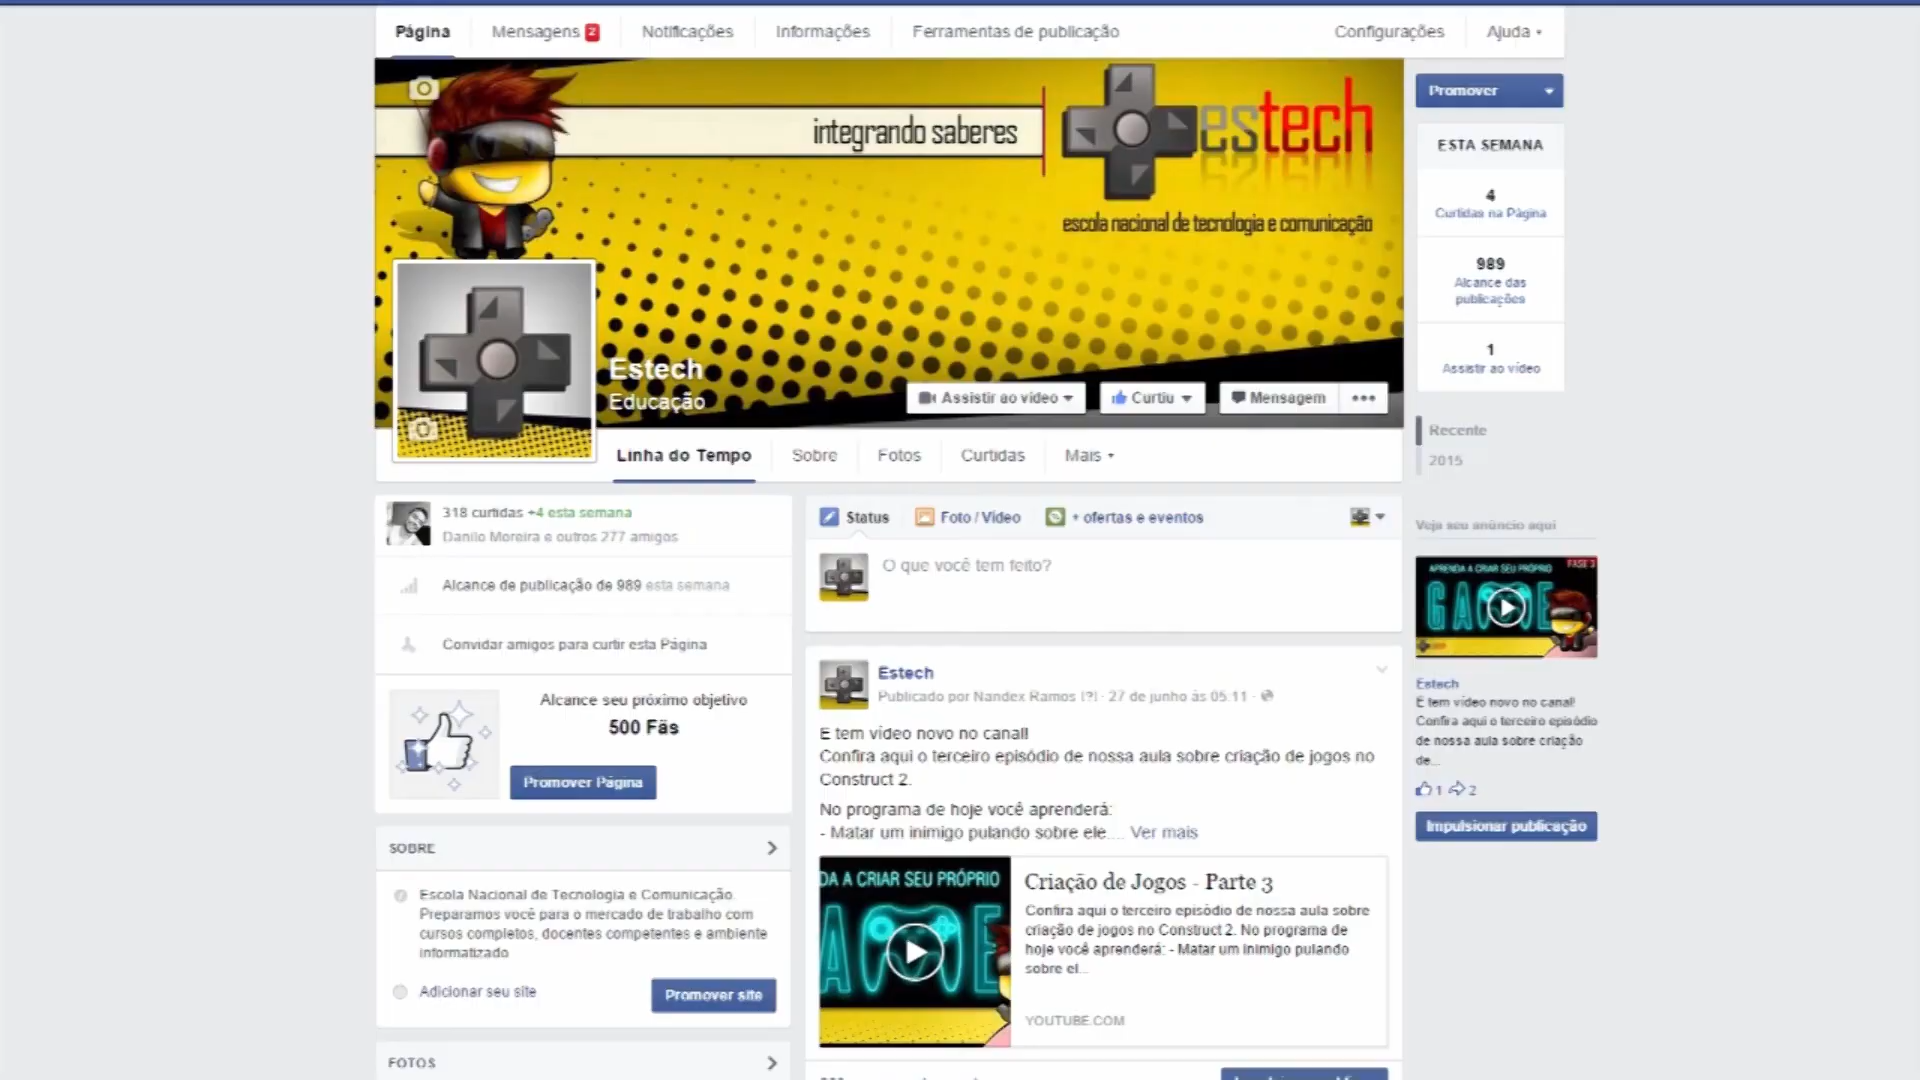 Página
Mensagens 2
Notificações
Informações
Ferramentas de publicação
Configurações
Ajuda
integrando saberes
estech
escola nacional de tecnologia e comunicação
Estech
Educação
Assistir ao vídeo
Curtiu
Mensagem
Linha do Tempo
Sobre
Fotos
Curtidas
Mais
Promover
ESTA SEMANA
4
Curtidas na Página
989
Alcance das
publicações
1
Assistir ao vídeo
Recente
2015
318 curtidas +4 esta semana
Danilo Moreira e outros 277 amigos
Alcance de publicação de 989 esta semana
Convidar amigos para curtir esta Página
Alcance seu próximo objetivo
500 Fãs
Promover Página
SOBRE
Escola Nacional de Tecnologia e Comunicação.
Preparamos você para o mercado de trabalho com
cursos completos, docentes competentes e ambiente
informatizado
Adicionar seu site
Promover site
FOTOS
Status
Foto / Vídeo
+ ofertas e eventos
O que você tem feito?
Estech
Publicado por Nandex Ramos [?] · 27 de junho às 05:11 ·
E tem vídeo novo no canal!
Confira aqui o terceiro episódio de nossa aula sobre criação de jogos no
Construct 2.
No programa de hoje você aprenderá:
- Matar um inimigo pulando sobre ele.... Ver mais
DA A CRIAR SEU PRÓPRIO
Criação de Jogos - Parte 3
Confira aqui o terceiro episódio de nossa aula sobre
criação de jogos no Construct 2. No programa de
hoje você aprenderá: - Matar um inimigo pulando
sobre el...
YOUTUBE.COM
Veja seu anúncio aqui
APRENDA A CRIAR SEU PRÓPRIO
FASE 3
GAME
Estech
E tem vídeo novo no canal!
Confira aqui o terceiro episódio
de nossa aula sobre criação
de...
1 2
Impulsionar publicação